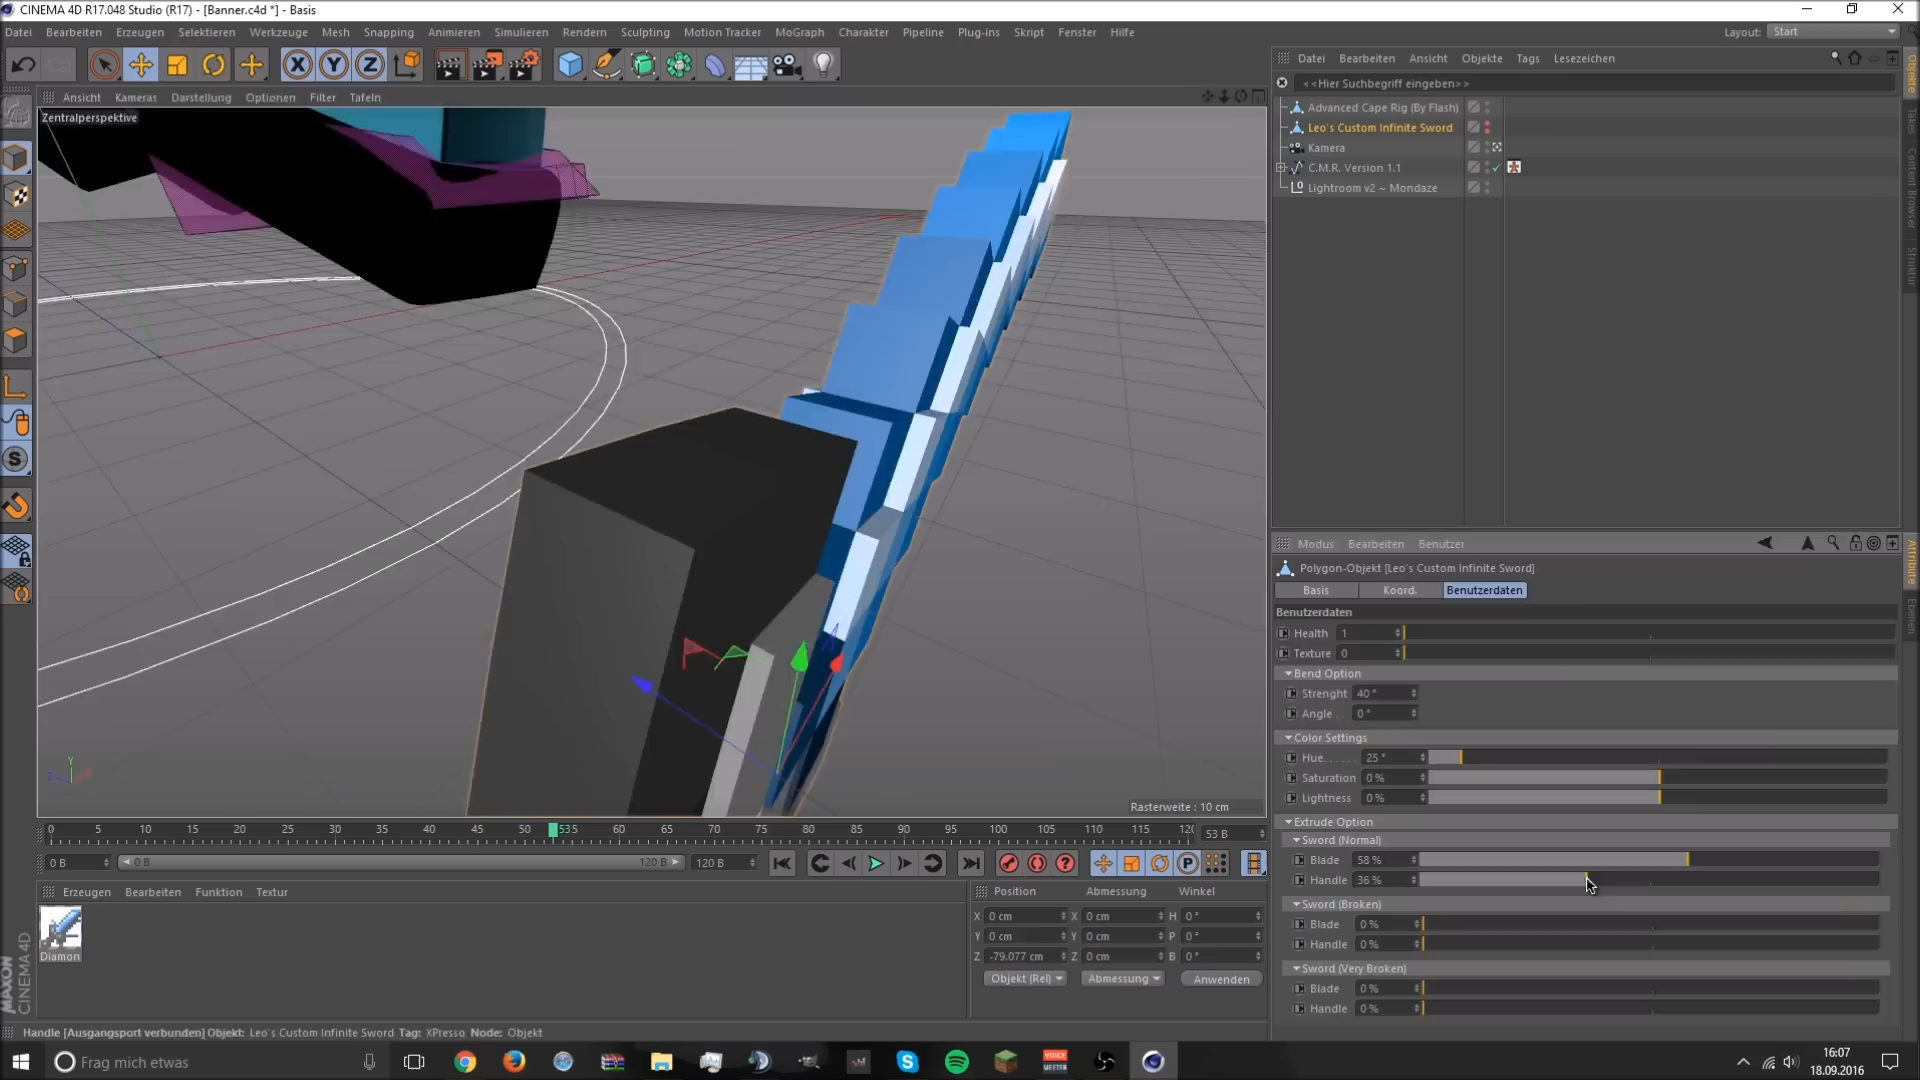 CINEMA 4D R17.048 Studio (R17) - [Banner.c4d *] - Basis
Datei Bearbeiten Erzeugen Selektieren Werkzeuge Mesh Snapping Animieren Simulieren Rendern Sculpting Motion Tracker MoGraph Charakter Pipeline Plug-ins Skript Fenster Hilfe
Layout: Start
X Y Z
Datei Bearbeiten Ansicht Objekte Tags Lesezeichen
<<Hier Suchbegriff eingeben>>
Ansicht Kameras Darstellung Optionen Filter Tafeln
Zentralperspektive
Advanced Cape Rig (By Flash)
Leo's Custom Infinite Sword
Kamera
C.M.R. Version 1.1
Lightroom v2 ~ Mondaze
Objekte
Takes
Content Browser
Struktur
Modus Bearbeiten Benutzer
Polygon-Objekt [Leo's Custom Infinite Sword]
Basis Koord. Benutzerdaten
Benutzerdaten
Health 1
Texture 0
Bend Option
Strenght 40 °
Angle . . 0 °
Color Settings
Hue. . . . . . 25 °
Saturation 0 %
Lightness 0 %
Extrude Option
Sword (Normal)
Blade 58 %
Handle 36 %
Sword (Broken)
Blade 0 %
Handle 0 %
Sword (Very Broken)
Blade 0 %
Handle 0 %
Attribute
Ebenen
Y
Z
Rasterweite : 10 cm
0 5 10 15 20 25 30 35 40 45 50 535 60 65 70 75 80 85 90 95 100 105 110 115 120
53 B
0 B 0 B 120 B 120 B
Erzeugen Bearbeiten Funktion Textur
Diamon
MAXON
CINEMA 4D
Position Abmessung Winkel
X 0 cm X 0 cm H 0 °
Y 0 cm Y 0 cm P 0 °
Z -79.077 cm Z 0 cm B 0 °
Objekt (Rel) Abmessung Anwenden
Handle [Ausgangsport verbunden] Objekt: Leo's Custom Infinite Sword Tag: XPresso Node: Objekt
Frag mich etwas
VOICE
MEETER
16:07
18.09.2016